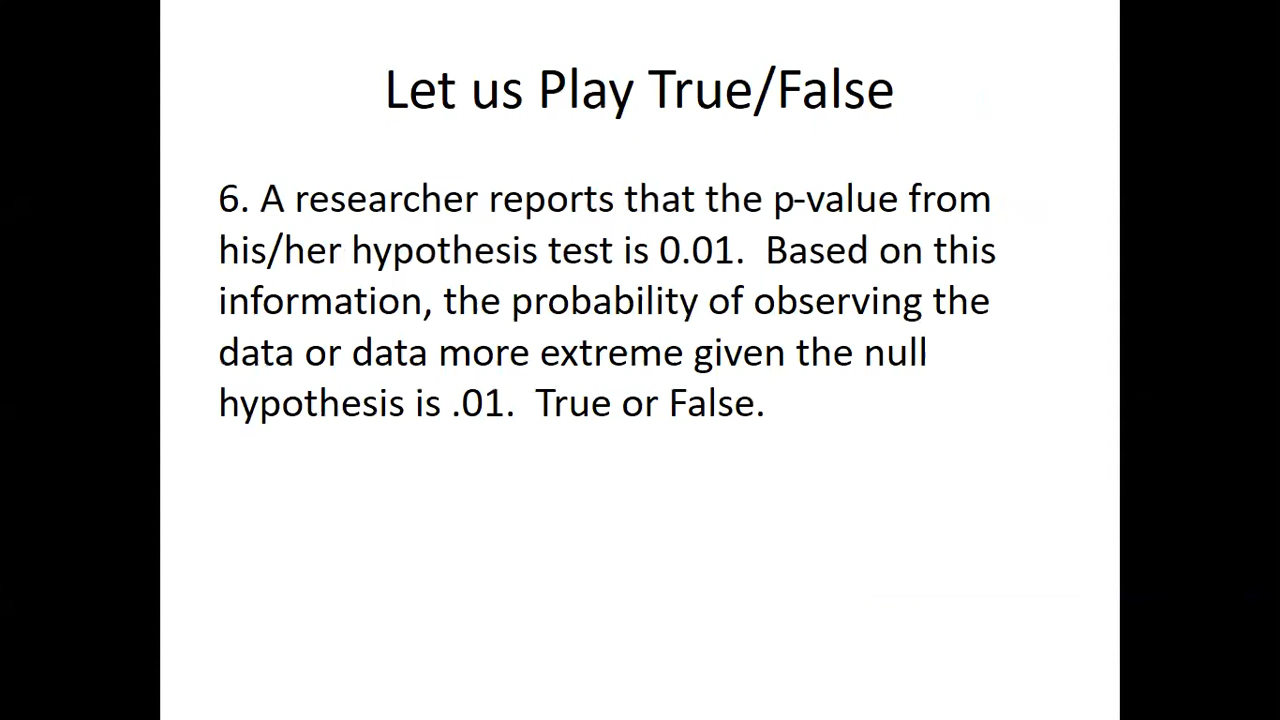 Let us Play True/False
6. A researcher reports that the p-value from
his/her hypothesis test is 0.01.  Based on this
information, the probability of observing the
data or data more extreme given the null
hypothesis is .01.  True or False.